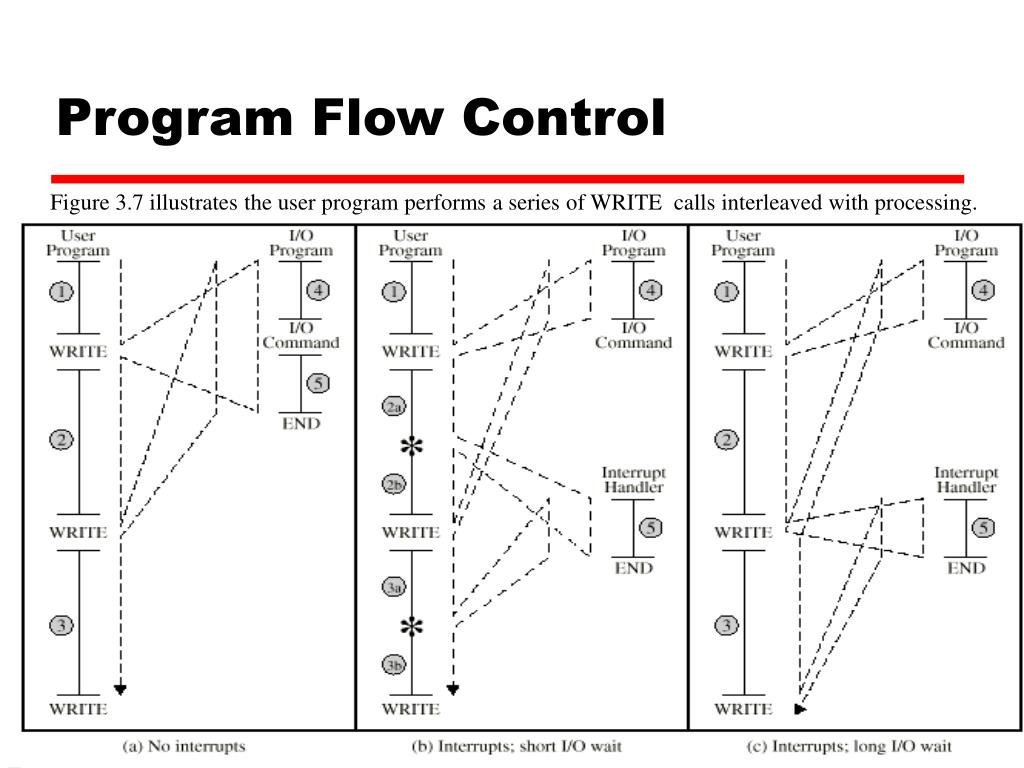 Program Flow Control
Figure 3.7 illustrates the user program performs a series of WRITE  calls interleaved with processing.
User
Program
I/O
Program
1
4
I/O
Command
WRITE
5
END
2
WRITE
3
WRITE
(a) No interrupts
User
Program
I/O
Program
1
4
I/O
Command
WRITE
2a
*
Interrupt
Handler
2b
5
WRITE
END
3a
*
3b
WRITE
(b) Interrupts; short I/O wait
User
Program
I/O
Program
1
4
I/O
Command
WRITE
2
Interrupt
Handler
5
WRITE
END
3
WRITE
(c) Interrupts; long I/O wait